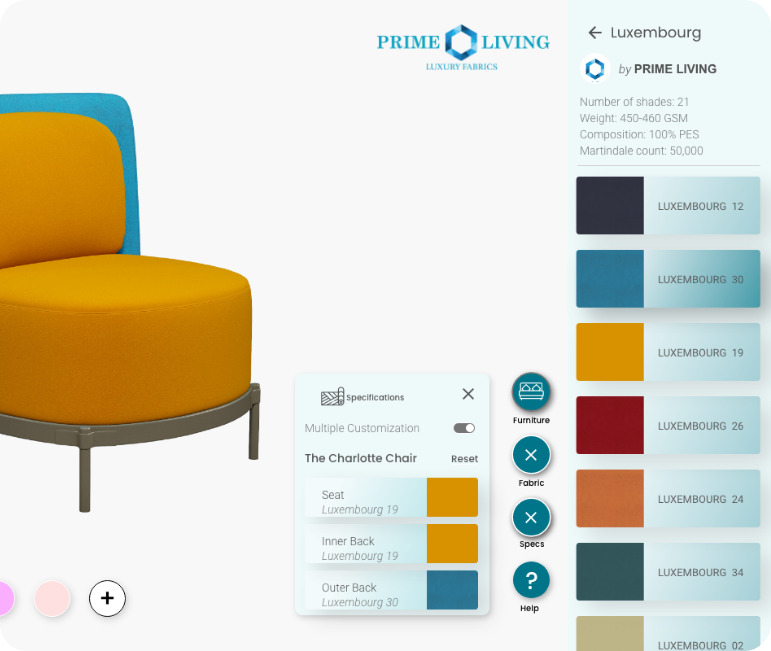 PRIME LIVING
LUXURY FABRICS
Luxembourg
by PRIME LIVING
Number of shades: 21
Weight: 450-460 GSM
Composition: 100% PES
Martindale count: 50,000
LUXEMBOURG 12
LUXEMBOURG 30
LUXEMBOURG 19
LUXEMBOURG 26
LUXEMBOURG 24
LUXEMBOURG 34
LUXEMBOURG 02
Specifications
Multiple Customization
The Charlotte Chair Reset
Seat
Luxembourg 19
Inner Back
Luxembourg 19
Outer Back
Luxembourg 30
Furniture
Fabric
Specs
?
Help